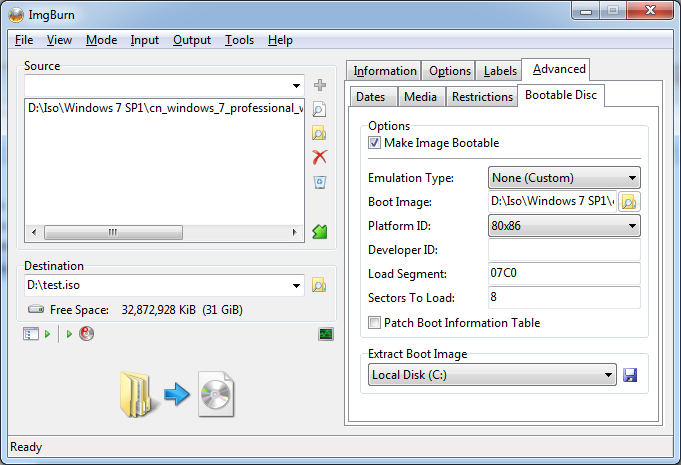 ImgBurn
File View Mode Input Output Tools Help
Source
D:\Iso\Windows 7 SP1\cn_windows_7_professional_w
Destination
D:\test.iso
Free Space: 32,872,928 KiB (31 GiB)
Information Options Labels Advanced
Dates Media Restrictions Bootable Disc
Options
Make Image Bootable
Emulation Type: None (Custom)
Boot Image: D:\Iso\Windows 7 SP1\
Platform ID: 80x86
Developer ID:
Load Segment: 07C0
Sectors To Load: 8
Patch Boot Information Table
Extract Boot Image
Local Disk (C:)
Ready